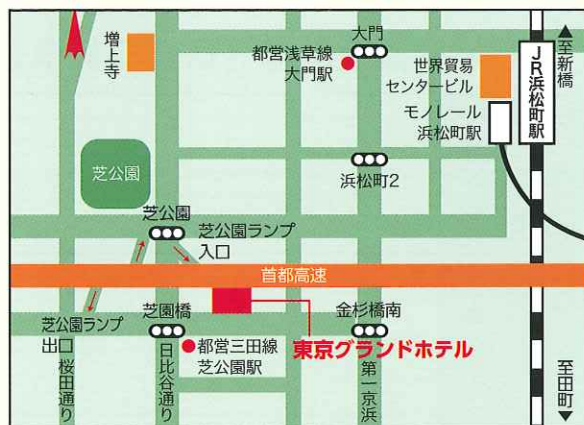 増上寺
都営浅草線
大門駅
大門
世界貿易
センタービル
モノレール
浜松町駅
JR浜松町駅
▲至新橋
芝公園
浜松町2
芝公園
芝公園ランプ
入口
首都高速
芝公園ランプ
出口
桜田通り
芝園橋
日比谷通り
都営三田線
芝公園駅
東京グランドホテル
金杉橋南
第一京浜
至田町▼